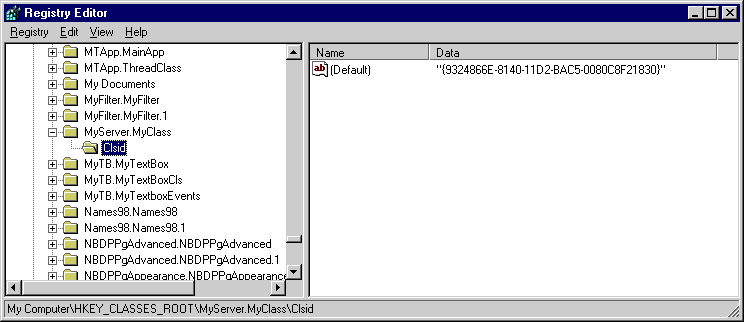 Registry Editor
Registry Edit View Help
MTApp.MainApp
MTApp.ThreadClass
My Documents
MyFilter.MyFilter
MyFilter.MyFilter.1
MyServer.MyClass
Clsid
MyTB.MyTextBox
MyTB.MyTextBoxCls
MyTB.MyTextboxEvents
Names98.Names98
Names98.Names98.1
NBDPPgAdvanced.NBDPPgAdvanced
NBDPPgAdvanced.NBDPPgAdvanced.1
NBDPPgAppearance.NBDPPgAppearance
Name Data
ab (Default) "{9324866E-8140-11D2-BAC5-0080C8F21830}"
My Computer\HKEY_CLASSES_ROOT\MyServer.MyClass\Clsid